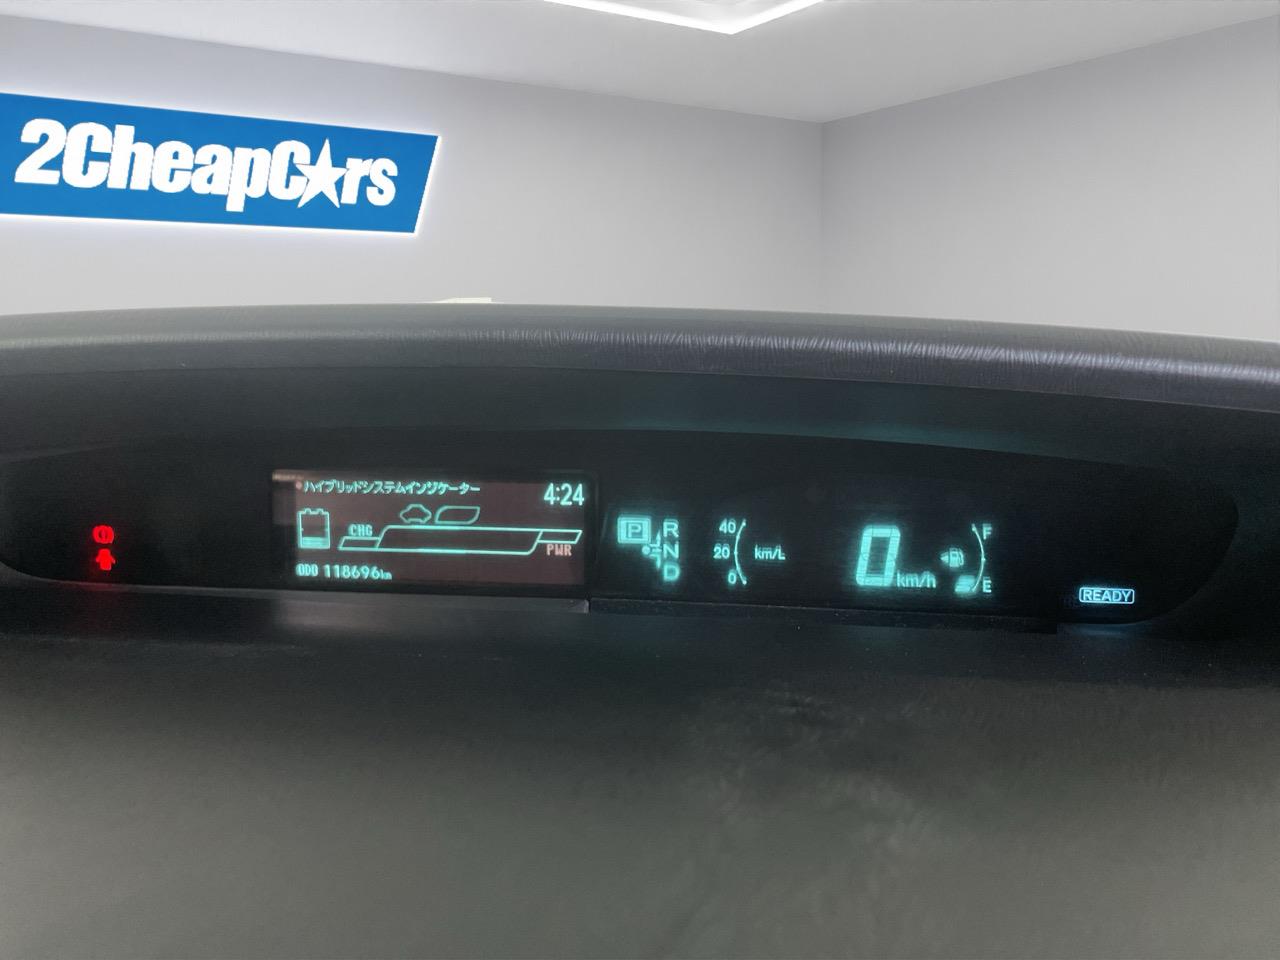 2CheapCars
ハイブリッドシステムインジケーター
4:24
CHG
PWR
ODO 118696km
P
R
N
D
40
20
0
km/L
0 km/h
F
E
READY